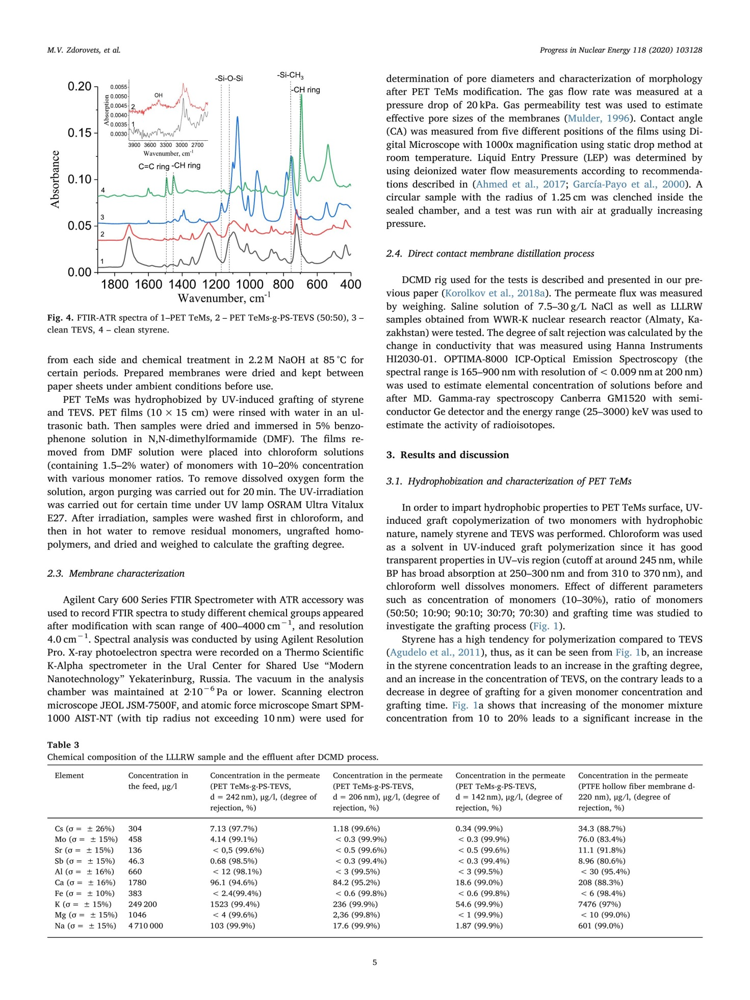 M.V. Zdorovets, et al.
Progress in Nuclear Energy 118 (2020) 103128
-Si-O-Si
-Si-CH3
-CH ring
0.20
0.15
0.10
0.05
0.00
Absorbance
0.0055
0.0050
0.0045
0.0040
0.0035
0.0030
Absorption
OH
2
1
3900 3600 3300 3000 2700
Wavenumber, cm-1
C=C ring -CH ring
4
3
2
1
1800 1600 1400 1200 1000 800 600 400
Wavenumber, cm-1
Fig. 4. FTIR-ATR spectra of 1–PET TeMs, 2 – PET TeMs-g-PS-TEVS (50:50), 3 –
clean TEVS, 4 – clean styrene.
from each side and chemical treatment in 2.2 M NaOH at 85 °C for
certain periods. Prepared membranes were dried and kept between
paper sheets under ambient conditions before use.
PET TeMs was hydrophobized by UV-induced grafting of styrene
and TEVS. PET films (10 × 15 cm) were rinsed with water in an ul-
trasonic bath. Then samples were dried and immersed in 5% benzo-
phenone solution in N,N-dimethylformamide (DMF). The films re-
moved from DMF solution were placed into chloroform solutions
(containing 1.5–2% water) of monomers with 10–20% concentration
with various monomer ratios. To remove dissolved oxygen form the
solution, argon purging was carried out for 20 min. The UV-irradiation
was carried out for certain time under UV lamp OSRAM Ultra Vitalux
E27. After irradiation, samples were washed first in chloroform, and
then in hot water to remove residual monomers, ungrafted homo-
polymers, and dried and weighed to calculate the grafting degree.
2.3. Membrane characterization
Agilent Cary 600 Series FTIR Spectrometer with ATR accessory was
used to record FTIR spectra to study different chemical groups appeared
after modification with scan range of 400–4000 cm−1, and resolution
4.0 cm−1. Spectral analysis was conducted by using Agilent Resolution
Pro. X-ray photoelectron spectra were recorded on a Thermo Scientific
K-Alpha spectrometer in the Ural Center for Shared Use “Modern
Nanotechnology” Yekaterinburg, Russia. The vacuum in the analysis
chamber was maintained at 2·10−6 Pa or lower. Scanning electron
microscope JEOL JSM-7500F, and atomic force microscope Smart SPM-
1000 AIST-NT (with tip radius not exceeding 10 nm) were used for
determination of pore diameters and characterization of morphology
after PET TeMs modification. The gas flow rate was measured at a
pressure drop of 20 kPa. Gas permeability test was used to estimate
effective pore sizes of the membranes (Mulder, 1996). Contact angle
(CA) was measured from five different positions of the films using Di-
gital Microscope with 1000x magnification using static drop method at
room temperature. Liquid Entry Pressure (LEP) was determined by
using deionized water flow measurements according to recommenda-
tions described in (Ahmed et al., 2017; García-Payo et al., 2000). A
circular sample with the radius of 1.25 cm was clenched inside the
sealed chamber, and a test was run with air at gradually increasing
pressure.
2.4. Direct contact membrane distillation process
DCMD rig used for the tests is described and presented in our pre-
vious paper (Korolkov et al., 2018a). The permeate flux was measured
by weighing. Saline solution of 7.5–30 g/L NaCl as well as LLLRW
samples obtained from WWR-K nuclear research reactor (Almaty, Ka-
zakhstan) were tested. The degree of salt rejection was calculated by the
change in conductivity that was measured using Hanna Instruments
HI2030-01. OPTIMA-8000 ICP-Optical Emission Spectroscopy (the
spectral range is 165–900 nm with resolution of < 0.009 nm at 200 nm)
was used to estimate elemental concentration of solutions before and
after MD. Gamma-ray spectroscopy Canberra GM1520 with semi-
conductor Ge detector and the energy range (25–3000) keV was used to
estimate the activity of radioisotopes.
3. Results and discussion
3.1. Hydrophobization and characterization of PET TeMs
In order to impart hydrophobic properties to PET TeMs surface, UV-
induced graft copolymerization of two monomers with hydrophobic
nature, namely styrene and TEVS was performed. Chloroform was used
as a solvent in UV-induced graft polymerization since it has good
transparent properties in UV–vis region (cutoff at around 245 nm, while
BP has broad absorption at 250–300 nm and from 310 to 370 nm), and
chloroform well dissolves monomers. Effect of different parameters
such as concentration of monomers (10–30%), ratio of monomers
(50:50; 10:90; 90:10; 30:70; 70:30) and grafting time was studied to
investigate the grafting process (Fig. 1).
Styrene has a high tendency for polymerization compared to TEVS
(Agudelo et al., 2011), thus, as it can be seen from Fig. 1b, an increase
in the styrene concentration leads to an increase in the grafting degree,
and an increase in the concentration of TEVS, on the contrary leads to a
decrease in degree of grafting for a given monomer concentration and
grafting time. Fig. 1a shows that increasing of the monomer mixture
concentration from 10 to 20% leads to a significant increase in the
Table 3
Chemical composition of the LLLRW sample and the effluent after DCMD process.
Element Concentration in Concentration in the permeate Concentration in the permeate Concentration in the permeate Concentration in the permeate
the feed, μg/l (PET TeMs-g-PS-TEVS, (PET TeMs-g-PS-TEVS, (PET TeMs-g-PS-TEVS, (PTFE hollow fiber membrane d-
d = 242 nm), μg/l, (degree of d = 206 nm), μg/l, (degree of d = 142 nm), μg/l, (degree of 220 nm), μg/l, (degree of
rejection, %) rejection, %) rejection, %) rejection, %)
Cs (σ = ± 26%) 304 7.13 (97.7%) 1.18 (99.6%) 0.34 (99.9%) 34.3 (88.7%)
Mo (σ = ± 15%) 458 4.14 (99.1%) < 0.3 (99.9%) < 0.3 (99.9%) 76.0 (83.4%)
Sr (σ = ± 15%) 136 < 0,5 (99.6%) < 0.5 (99.6%) < 0.5 (99.6%) 11.1 (91.8%)
Sb (σ = ± 15%) 46.3 0.68 (98.5%) < 0.3 (99.4%) < 0.3 (99.4%) 8.96 (80.6%)
Al (σ = ± 16%) 660 < 12 (98.1%) < 3 (99.5%) < 3 (99.5%) < 30 (95.4%)
Ca (σ = ± 16%) 1780 96.1 (94.6%) 84.2 (95.2%) 18.6 (99.0%) 208 (88.3%)
Fe (σ = ± 10%) 383 < 2.4(99.4%) < 0.6 (99.8%) < 0.6 (99.8%) < 6 (98.4%)
K (σ = ± 15%) 249 200 1523 (99.4%) 236 (99.9%) 54.6 (99.9%) 7476 (97%)
Mg (σ = ± 15%) 1046 < 4 (99.6%) 2,36 (99.8%) < 1 (99.9%) < 10 (99.0%)
Na (σ = ± 15%) 4 710 000 103 (99.9%) 17.6 (99.9%) 1.87 (99.9%) 601 (99.0%)
5